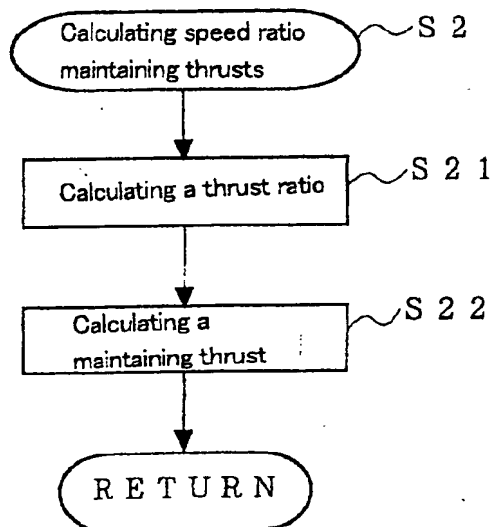 Calculating speed ratio
maintaining thrusts
S 2
Calculating a thrust ratio
S 2 1
Calculating a
maintaining thrust
S 2 2
R E T U R N